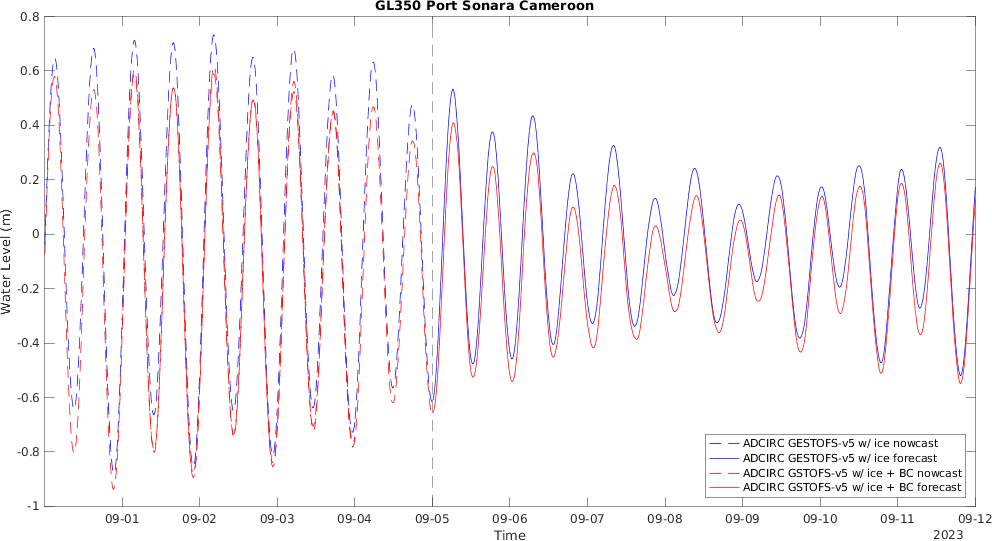 GL350 Port Sonara Cameroon
0.8
0.6
0.4
0.2
0
-0.2
-0.4
-0.6
-0.8
-1
Water Level (m)
ADCIRC GESTOFS-v5 w/ ice nowcast
ADCIRC GESTOFS-v5 w/ ice forecast
ADCIRC GSTOFS-v5 w/ ice + BC nowcast
ADCIRC GSTOFS-v5 w/ ice + BC forecast
09-01 09-02 09-03 09-04 09-05 09-06 09-07 09-08 09-09 09-10 09-11 09-12
Time
2023